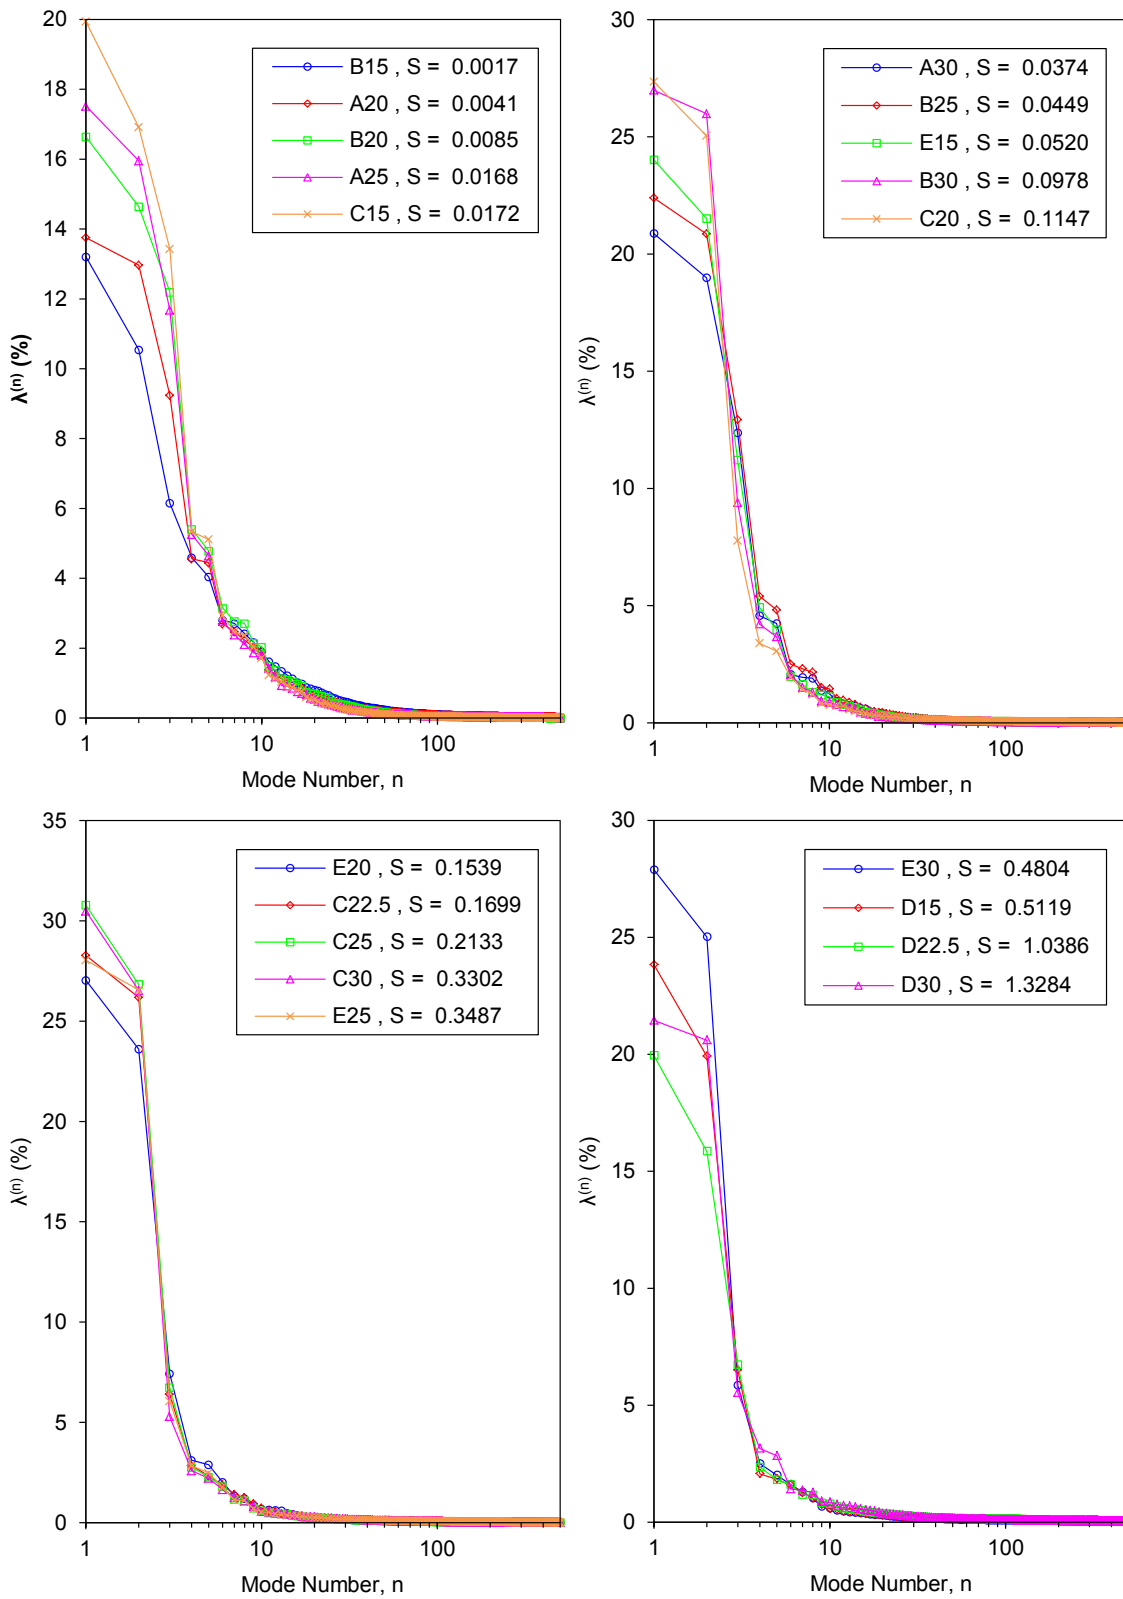 20
18
16
14
12
10
8
6
4
2
0
λ(n) (%)
B15 , S = 0.0017
A20 , S = 0.0041
B20 , S = 0.0085
A25 , S = 0.0168
C15 , S = 0.0172
1 10 100
Mode Number, n
30
25
20
15
10
5
0
λ(n) (%)
A30 , S = 0.0374
B25 , S = 0.0449
E15 , S = 0.0520
B30 , S = 0.0978
C20 , S = 0.1147
1 10 100
Mode Number, n
35
30
25
20
15
10
5
0
λ(n) (%)
E20 , S = 0.1539
C22.5 , S = 0.1699
C25 , S = 0.2133
C30 , S = 0.3302
E25 , S = 0.3487
1 10 100
Mode Number, n
30
25
20
15
10
5
0
λ(n) (%)
E30 , S = 0.4804
D15 , S = 0.5119
D22.5 , S = 1.0386
D30 , S = 1.3284
1 10 100
Mode Number, n